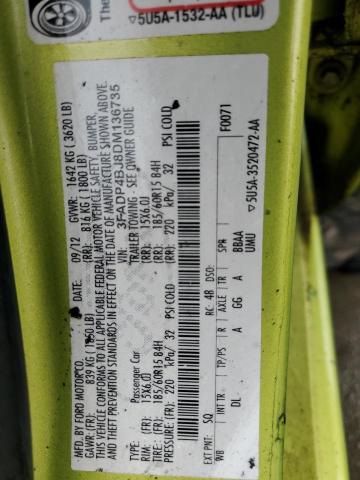 The
▽5U5A-1532-AA (TLU)
MFD. BY FORD MOTOR CO.
DATE: 09/12 GVWR: 1642 KG ( 3620 LB)
GAWR: (FR): 839 KG (1850 LB) (RR): 816 KG ( 1800 LB)
THIS VEHICLE CONFORMS TO ALL APPLICABLE FEDERAL MOTOR VEHICLE SAFETY, BUMPER,
AND THEFT PREVENTION STANDARDS IN EFFECT ON THE DATE OF MANUFACTURE SHOWN ABOVE.
VIN: 3FADP4BJ8DM136735
TYPE: Passenger Car TRAILER TOWING - SEE OWNER GUIDE
RIM: (FR): 15X6.0J (RR): 15X6.0J
TIRE: (FR): 185/60R15 84H (RR): 185/60R15 84H
PRESSURE (FR): 220 kPa/ 32 PSI COLD (RR): 220 kPa/ 32 PSI COLD
EXT PNT: SQ RC: 48 DSO: F0071
WB INT TR TP/PS R AXLE TR SPR
DL A GG A BBAA
UMU
▽5U5A-3520472-AA